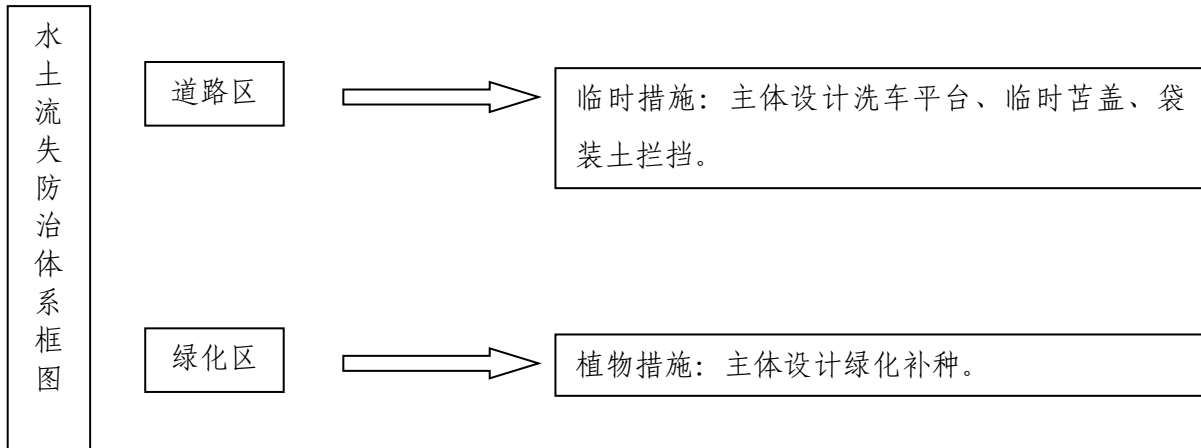 水土流失防治体系框图
道路区
临时措施：主体设计洗车平台、临时苫盖、袋
装土拦挡。
绿化区
植物措施：主体设计绿化补种。